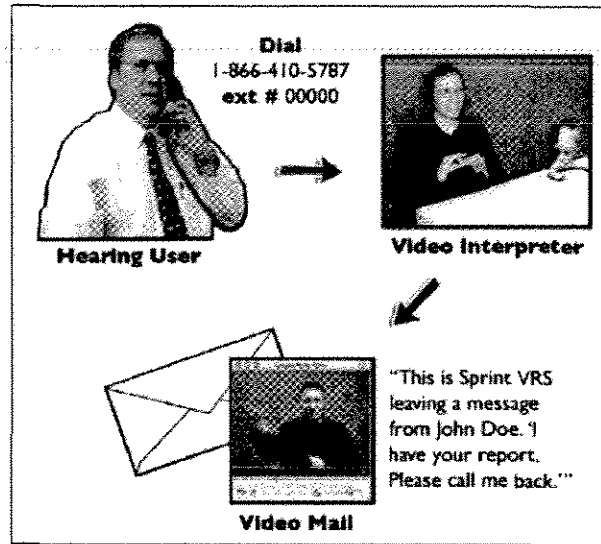 Dial
1-866-410-5787
ext # 00000
Hearing User
Video Interpreter
"This is Sprint VRS
leaving a message
from John Doe. 'I
have your report.
Please call me back.'"
Video Mail